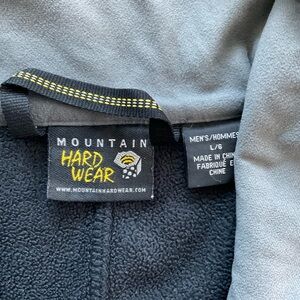 MOUNTAIN
HARD
WEAR
WWW.MOUNTAINHARDWEAR.COM
MEN'S/HOMMES
L/G
MADE IN CHINA
FABRIQUÉ EN
CHINE